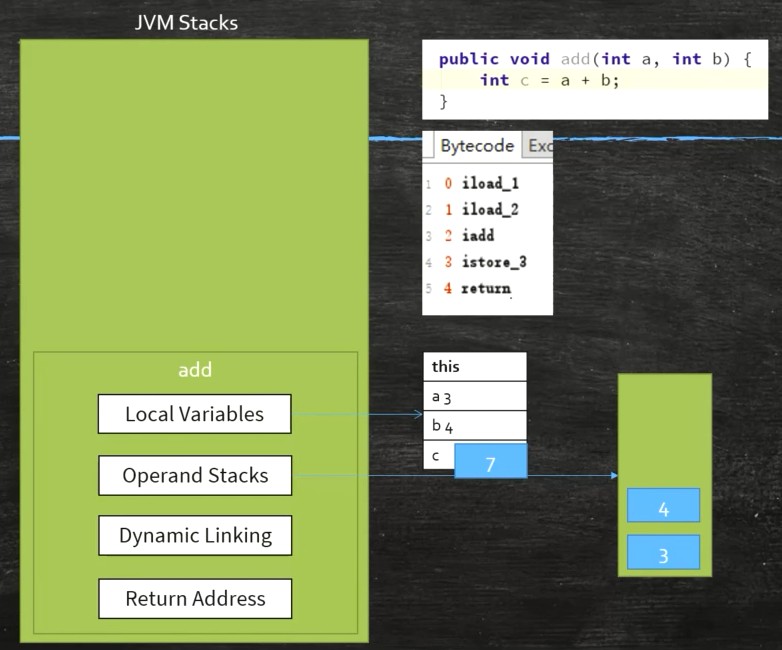 JVM Stacks
public void add(int a, int b) {
int c = a + b;
}
Bytecode Exc
1 0 iload_1
2 1 iload_2
3 2 iadd
4 3 istore_3
5 4 return
add
Local Variables
Operand Stacks
Dynamic Linking
Return Address
this
a 3
b 4
c 7
4
3